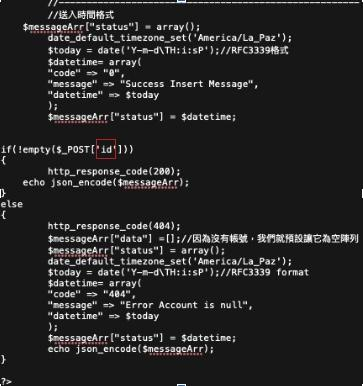 //------------------------------------------------
//送入時間格式
$messageArr["status"] = array();
date_default_timezone_set('America/La_Paz');
$today = date('Y-m-d\TH:i:sP');//RFC3339格式
$datetime= array(
"code" => "0",
"message" => "Success Insert Message",
"datetime" => $today
);
$messageArr["status"] = $datetime;
if(!empty($_POST['id']))
{
http_response_code(200);
echo json_encode($messageArr);
}
else
{
http_response_code(404);
$messageArr["data"] =[];//因為沒有帳號，我們就預設讓它為空陣列
$messageArr["status"] = array();
date_default_timezone_set('America/La_Paz');
$today = date('Y-m-d\TH:i:sP');//RFC3339 format
$datetime= array(
"code" => "404",
"message" => "Error Account is null",
"datetime" => $today
);
$messageArr["status"] = $datetime;
echo json_encode($messageArr);
}
?>